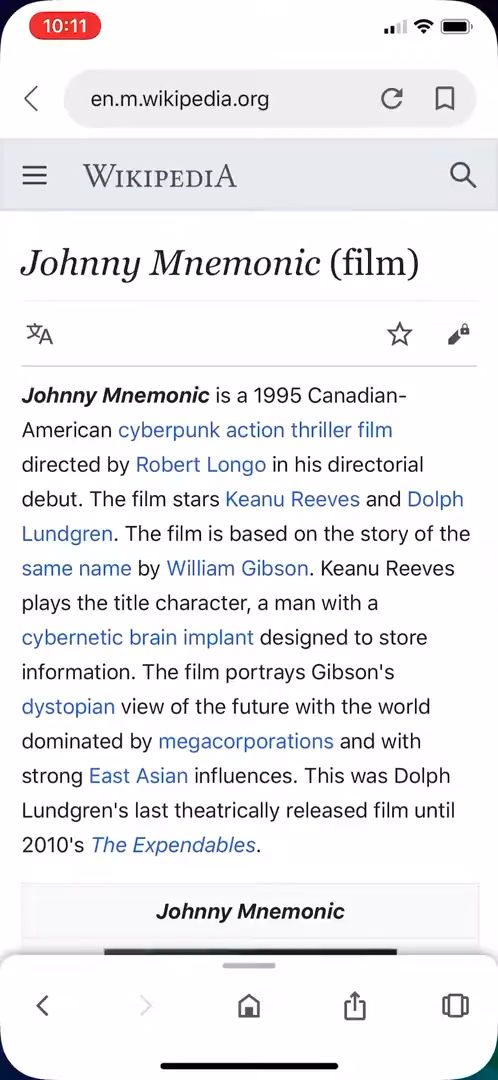 10:11
en.m.wikipedia.org
WIKIPEDIA
Johnny Mnemonic (film)
Johnny Mnemonic is a 1995 Canadian-
American cyberpunk action thriller film
directed by Robert Longo in his directorial
debut. The film stars Keanu Reeves and Dolph
Lundgren. The film is based on the story of the
same name by William Gibson. Keanu Reeves
plays the title character, a man with a
cybernetic brain implant designed to store
information. The film portrays Gibson's
dystopian view of the future with the world
dominated by megacorporations and with
strong East Asian influences. This was Dolph
Lundgren's last theatrically released film until
2010's The Expendables.
Johnny Mnemonic